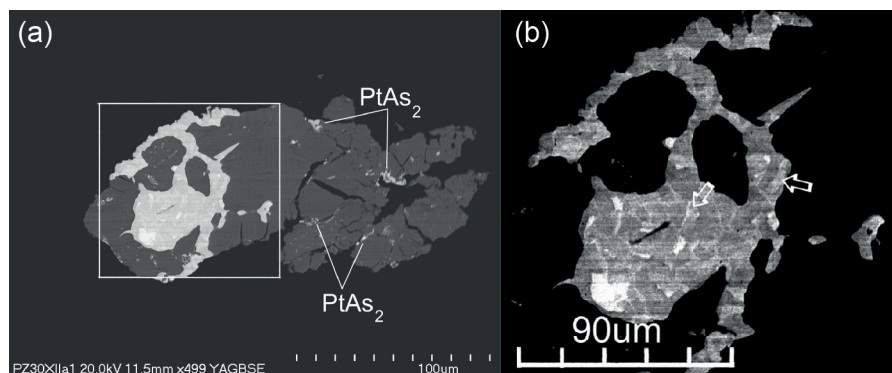 (a)
PtAs2
PtAs2
PZ30XIIa1 20.0kV 11.5mm x499 YAGBSE
100um
(b)
90um